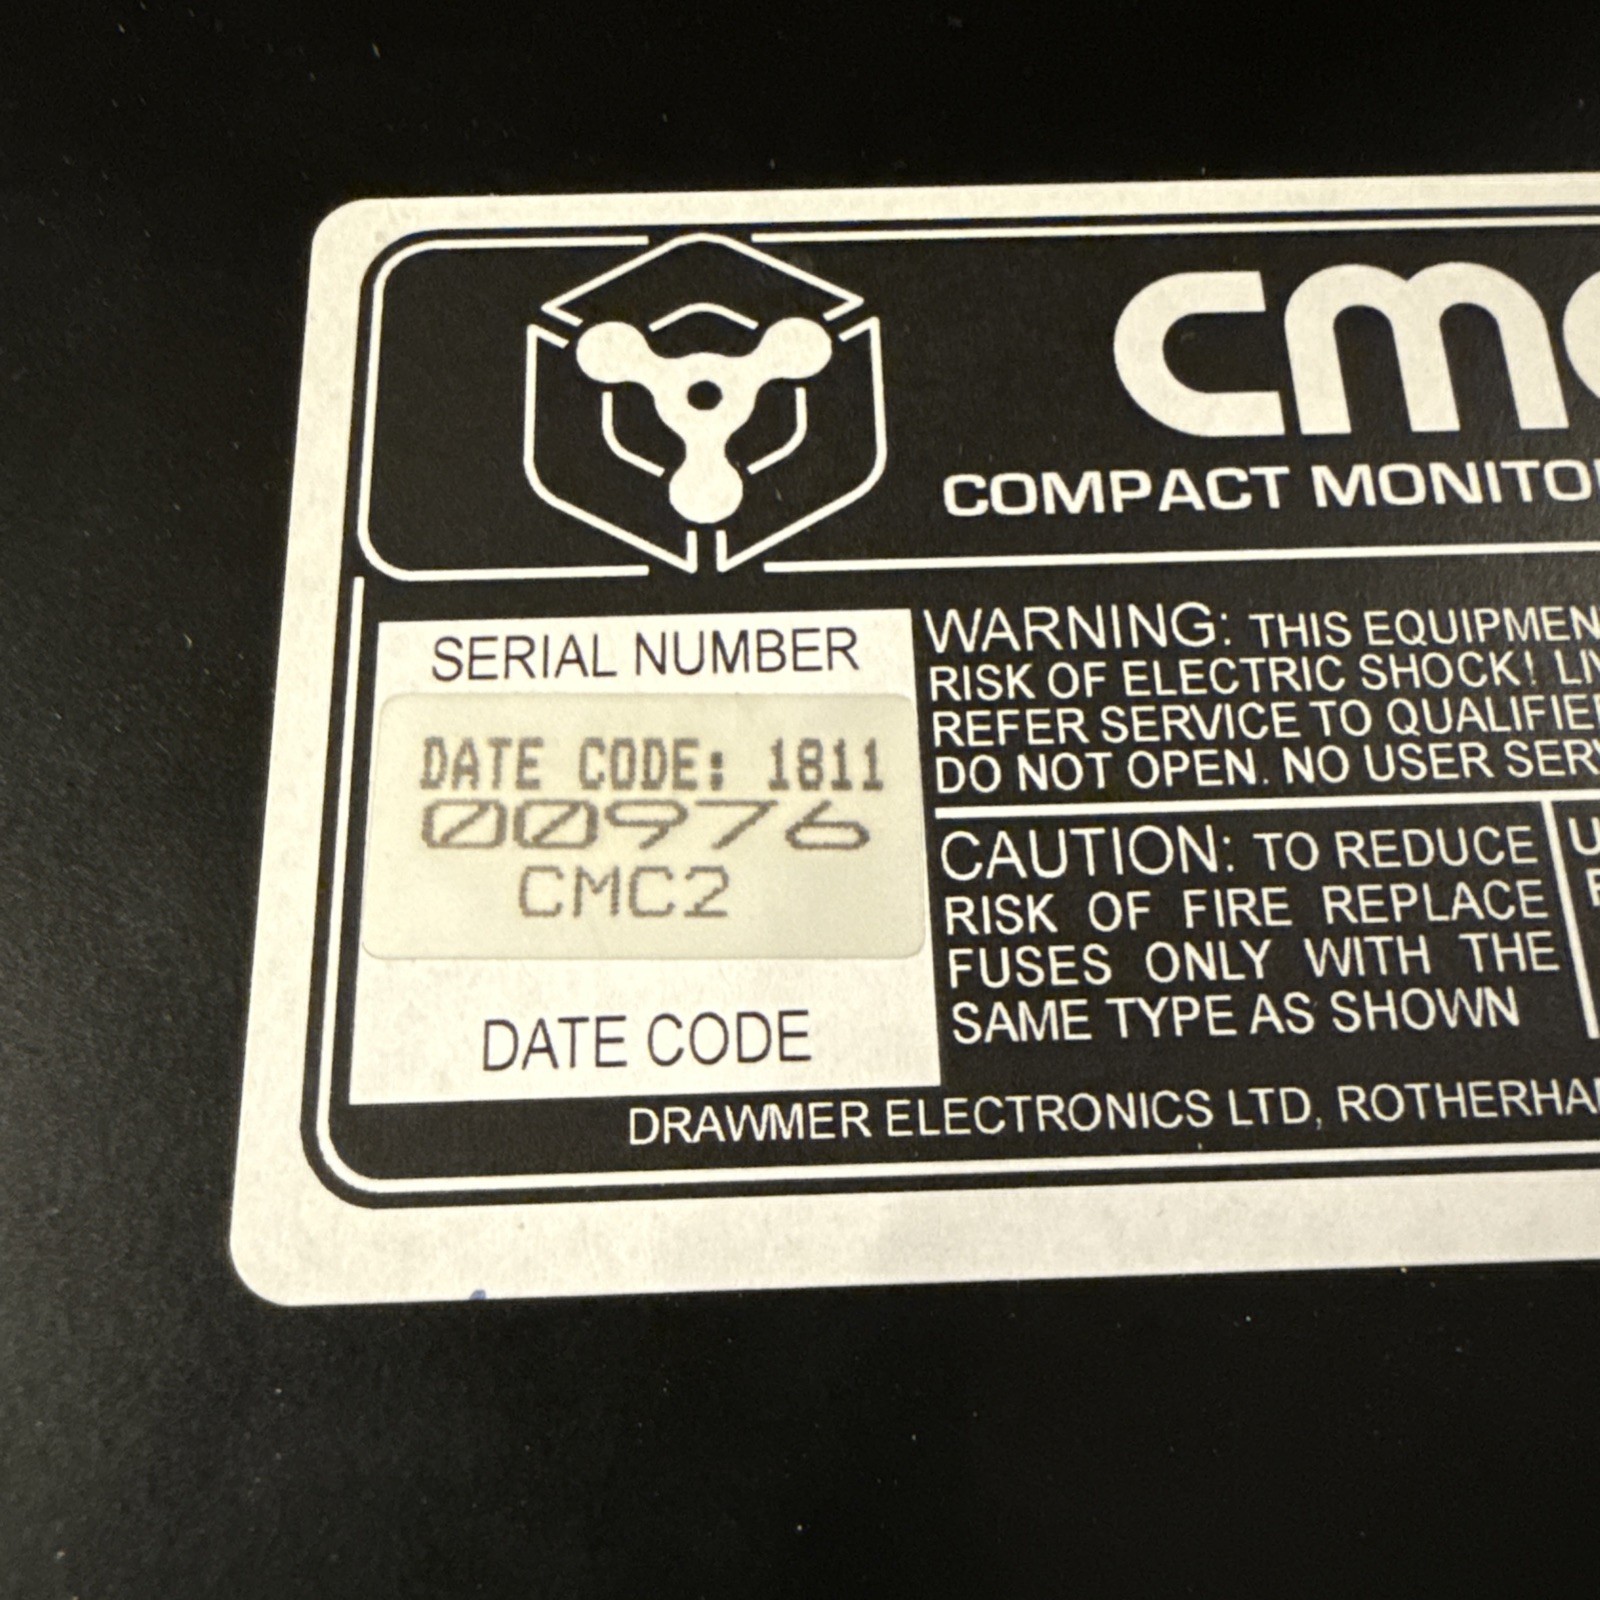 cmc
COMPACT MONITO
SERIAL NUMBER
DATE CODE: 1811
00976
CMC2
DATE CODE
WARNING: THIS EQUIPMEN
RISK OF ELECTRIC SHOCK! LIV
REFER SERVICE TO QUALIFIE
DO NOT OPEN. NO USER SERV
CAUTION: TO REDUCE
RISK OF FIRE REPLACE
FUSES ONLY WITH THE
SAME TYPE AS SHOWN
DRAWMER ELECTRONICS LTD, ROTHERHA